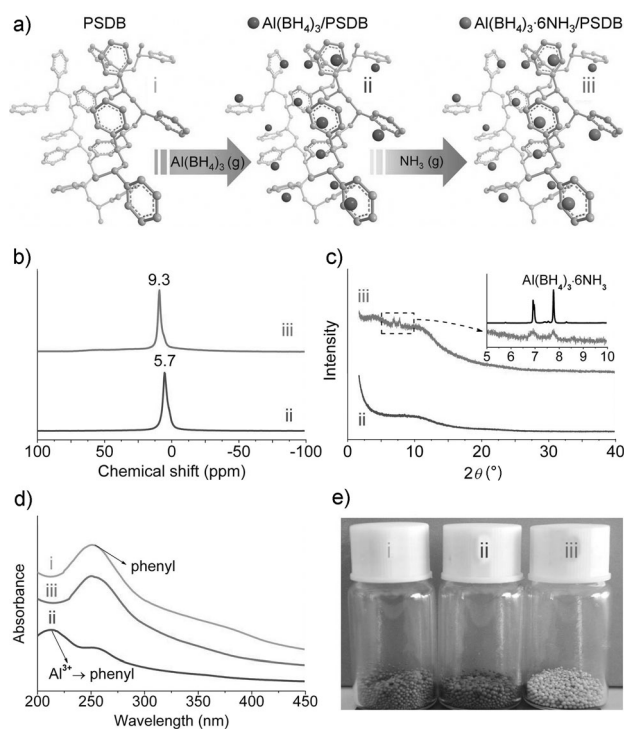 a)
PSDB
Al(BH₄)₃/PSDB
Al(BH₄)₃·6NH₃/PSDB
i
ii
iii
Al(BH₄)₃ (g)
NH₃ (g)
b)
9.3
iii
5.7
ii
100 50 0 -50 -100
Chemical shift (ppm)
c)
Intensity
iii
ii
Al(BH₄)₃·6NH₃
5 6 7 8 9 10
0 10 20 30 40
2θ (°)
d)
Absorbance
i
phenyl
iii
ii
Al³⁺ → phenyl
200 250 300 350 400 450
Wavelength (nm)
e)
i
ii
iii